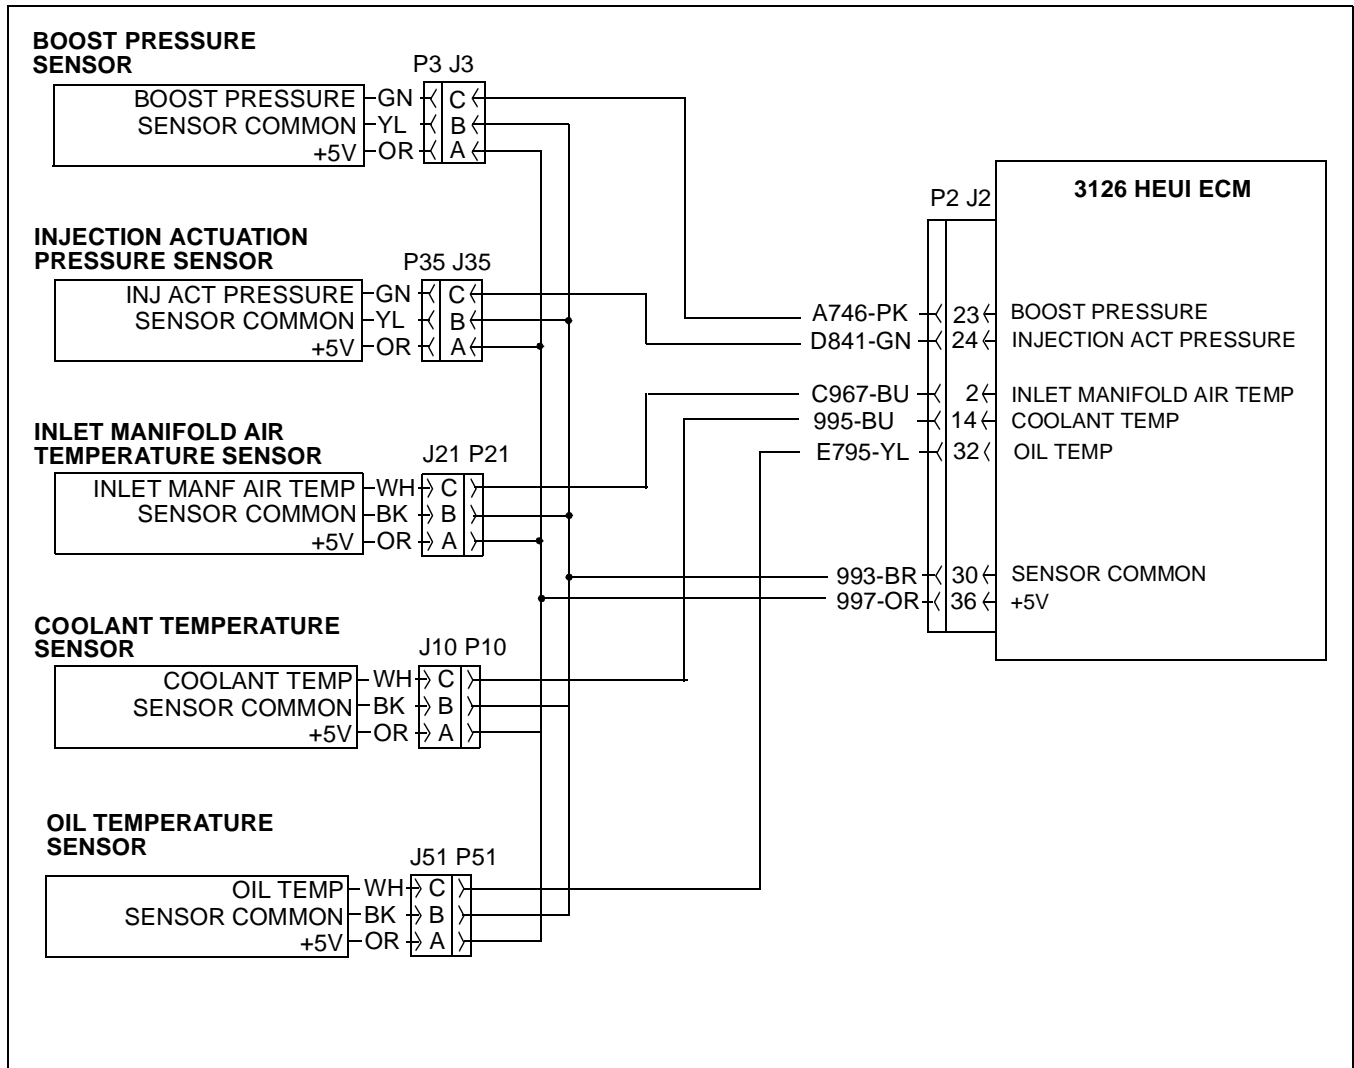 BOOST PRESSURE
SENSOR
P3 J3
BOOST PRESSURE GN C
SENSOR COMMON YL B
+5V OR A
INJECTION ACTUATION
PRESSURE SENSOR
P35 J35
INJ ACT PRESSURE GN C
SENSOR COMMON YL B
+5V OR A
INLET MANIFOLD AIR
TEMPERATURE SENSOR
J21 P21
INLET MANF AIR TEMP WH C
SENSOR COMMON BK B
+5V OR A
COOLANT TEMPERATURE
SENSOR
J10 P10
COOLANT TEMP WH C
SENSOR COMMON BK B
+5V OR A
OIL TEMPERATURE
SENSOR
J51 P51
OIL TEMP WH C
SENSOR COMMON BK B
+5V OR A
P2 J2
3126 HEUI ECM
A746-PK 23 BOOST PRESSURE
D841-GN 24 INJECTION ACT PRESSURE
C967-BU 2 INLET MANIFOLD AIR TEMP
995-BU 14 COOLANT TEMP
E795-YL 32 OIL TEMP
993-BR 30 SENSOR COMMON
997-OR 36 +5V